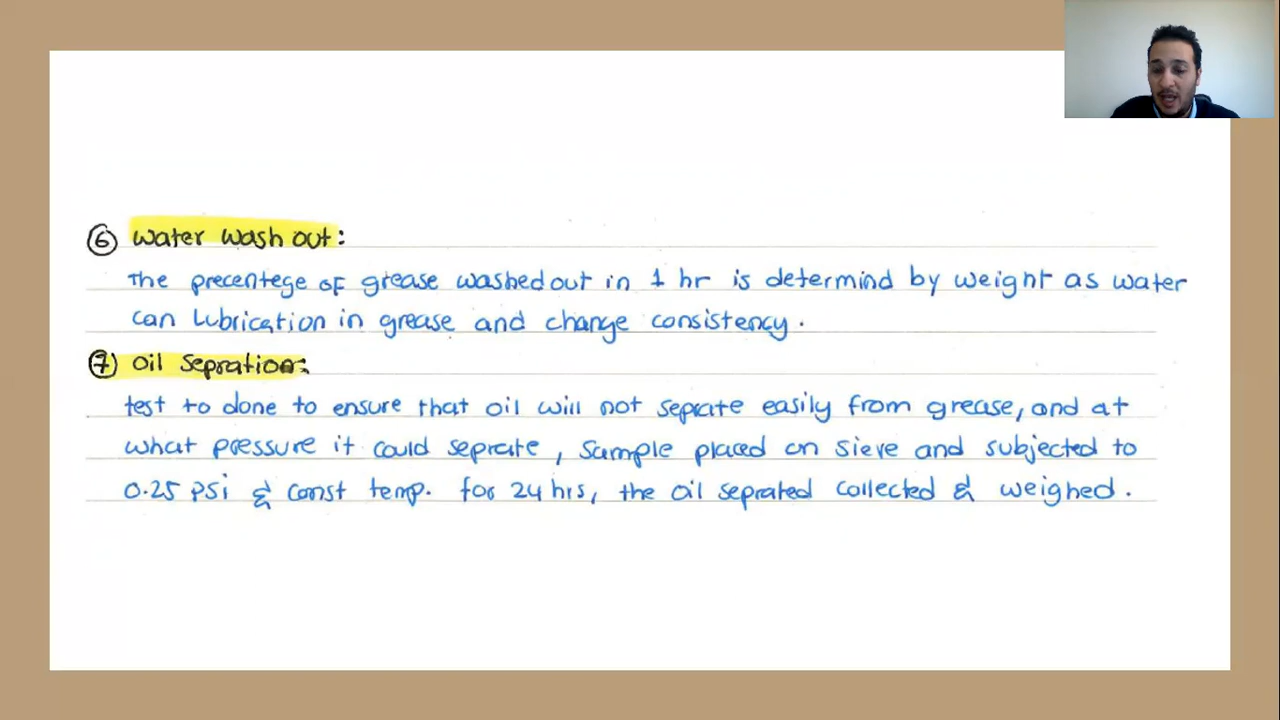 6 water wash out:
The precentege of grease washed out in 1 hr is determind by weight as water
can lubrication in grease and change consistency.
7) oil sepration:
test to done to ensure that oil will not seprate easily from grease, and at
what pressure it could seprate, sample placed on sieve and subjected to
0.25 psi & const temp. for 24 hrs, the oil seprated collected & weighed.